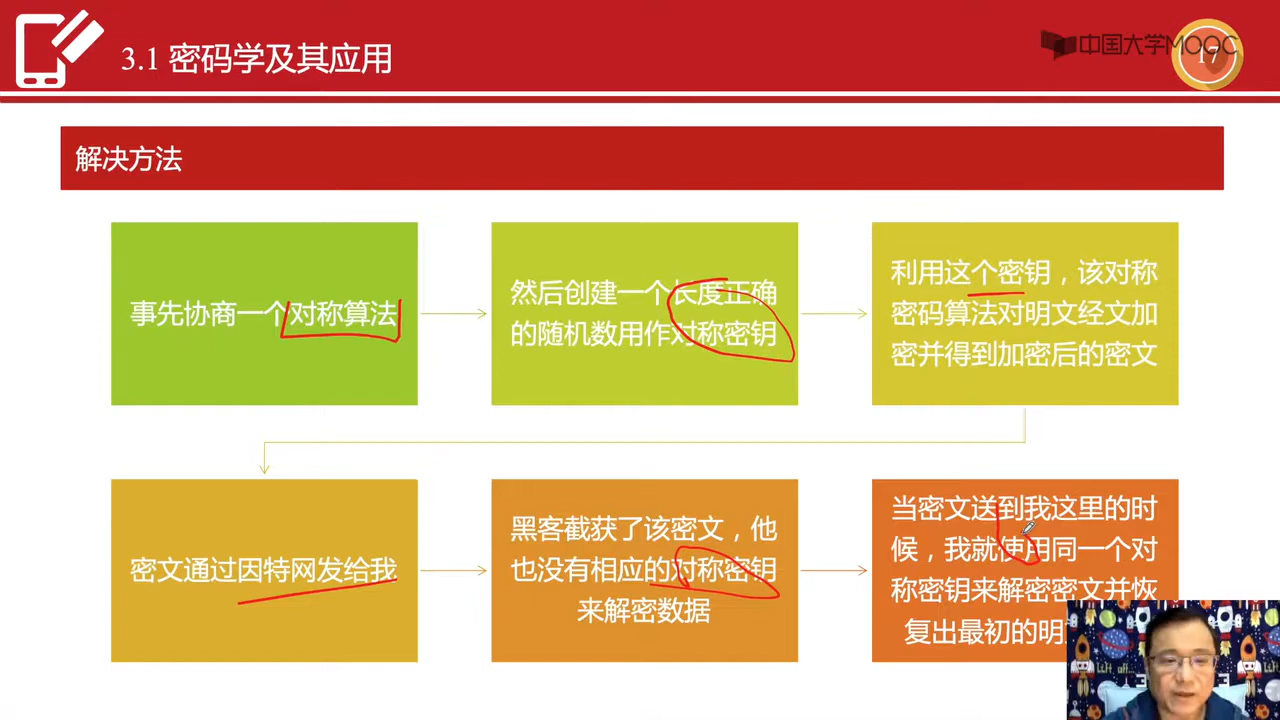 3.1 密码学及其应用
中国大学MOOC
17
解决方法
事先协商一个对称算法
然后创建一个长度正确
的随机数用作对称密钥
利用这个密钥，该对称
密码算法对明文经文加
密并得到加密后的密文
密文通过因特网发给我
黑客截获了该密文，他
也没有相应的对称密钥
来解密数据
当密文送到我这里的时
候，我就使用同一个对
称密钥来解密密文并恢
复出最初的明